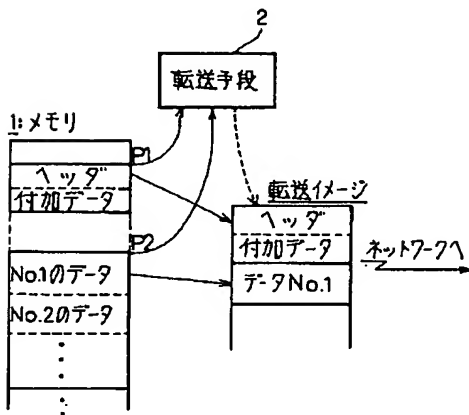 2
転送手段
1:メモリ
P1
ヘッダ
付加データ
P2
No.1のデータ
No.2のデータ
転送イメージ
ヘッダ
付加データ
データNo.1
ネットワークへ